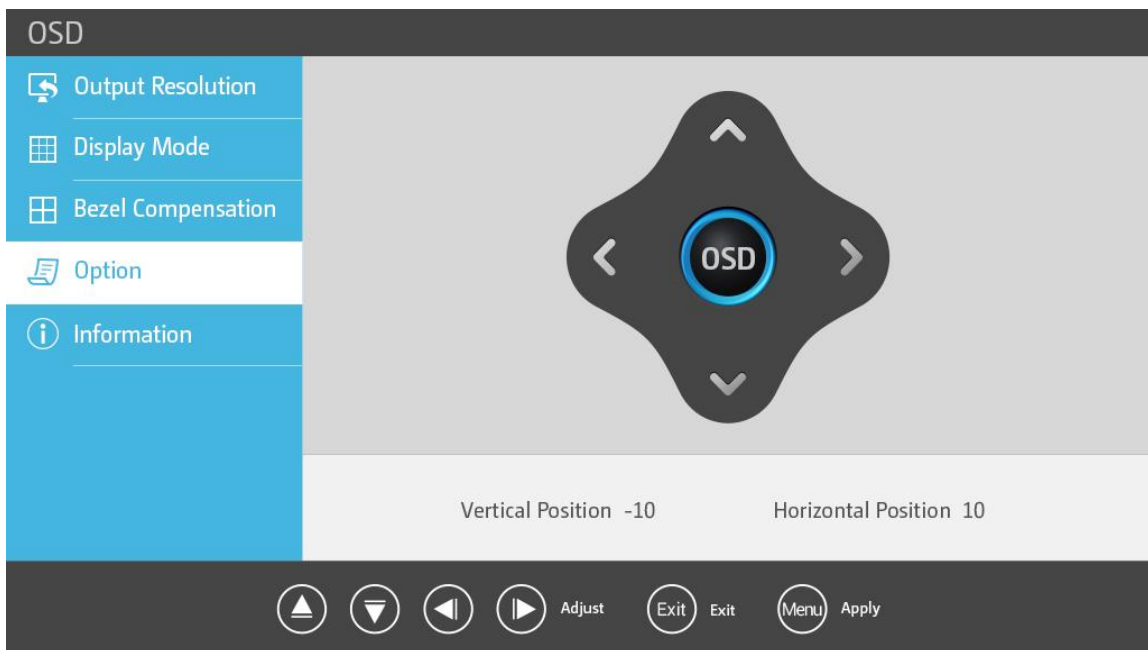 OSD
Output Resolution
Display Mode
Bezel Compensation
Option
Information
OSD
Vertical Position -10 Horizontal Position 10
Adjust Exit Exit Menu Apply